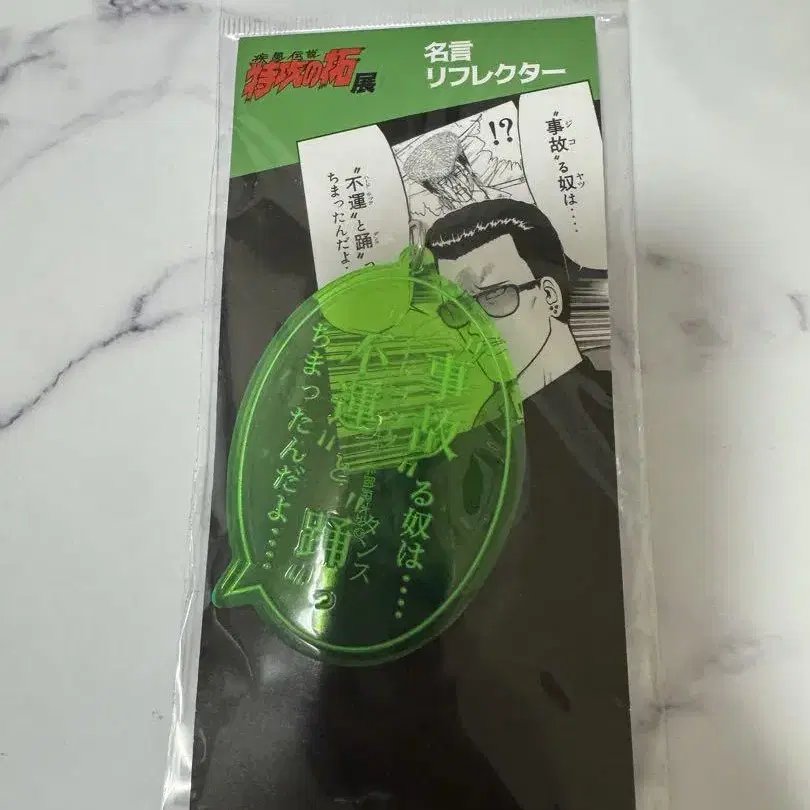 疾風伝説
特攻の拓展
名言
リフレクター
"事故"る奴は‥‥
ジコ
ヤツ
!?
"不運"と"踊"っ
ちまったんだよ‥
ハードラック
ダンス
"事故"る奴は‥‥
"不運"と"踊"っ
ダンス
ちまったんだよ‥‥